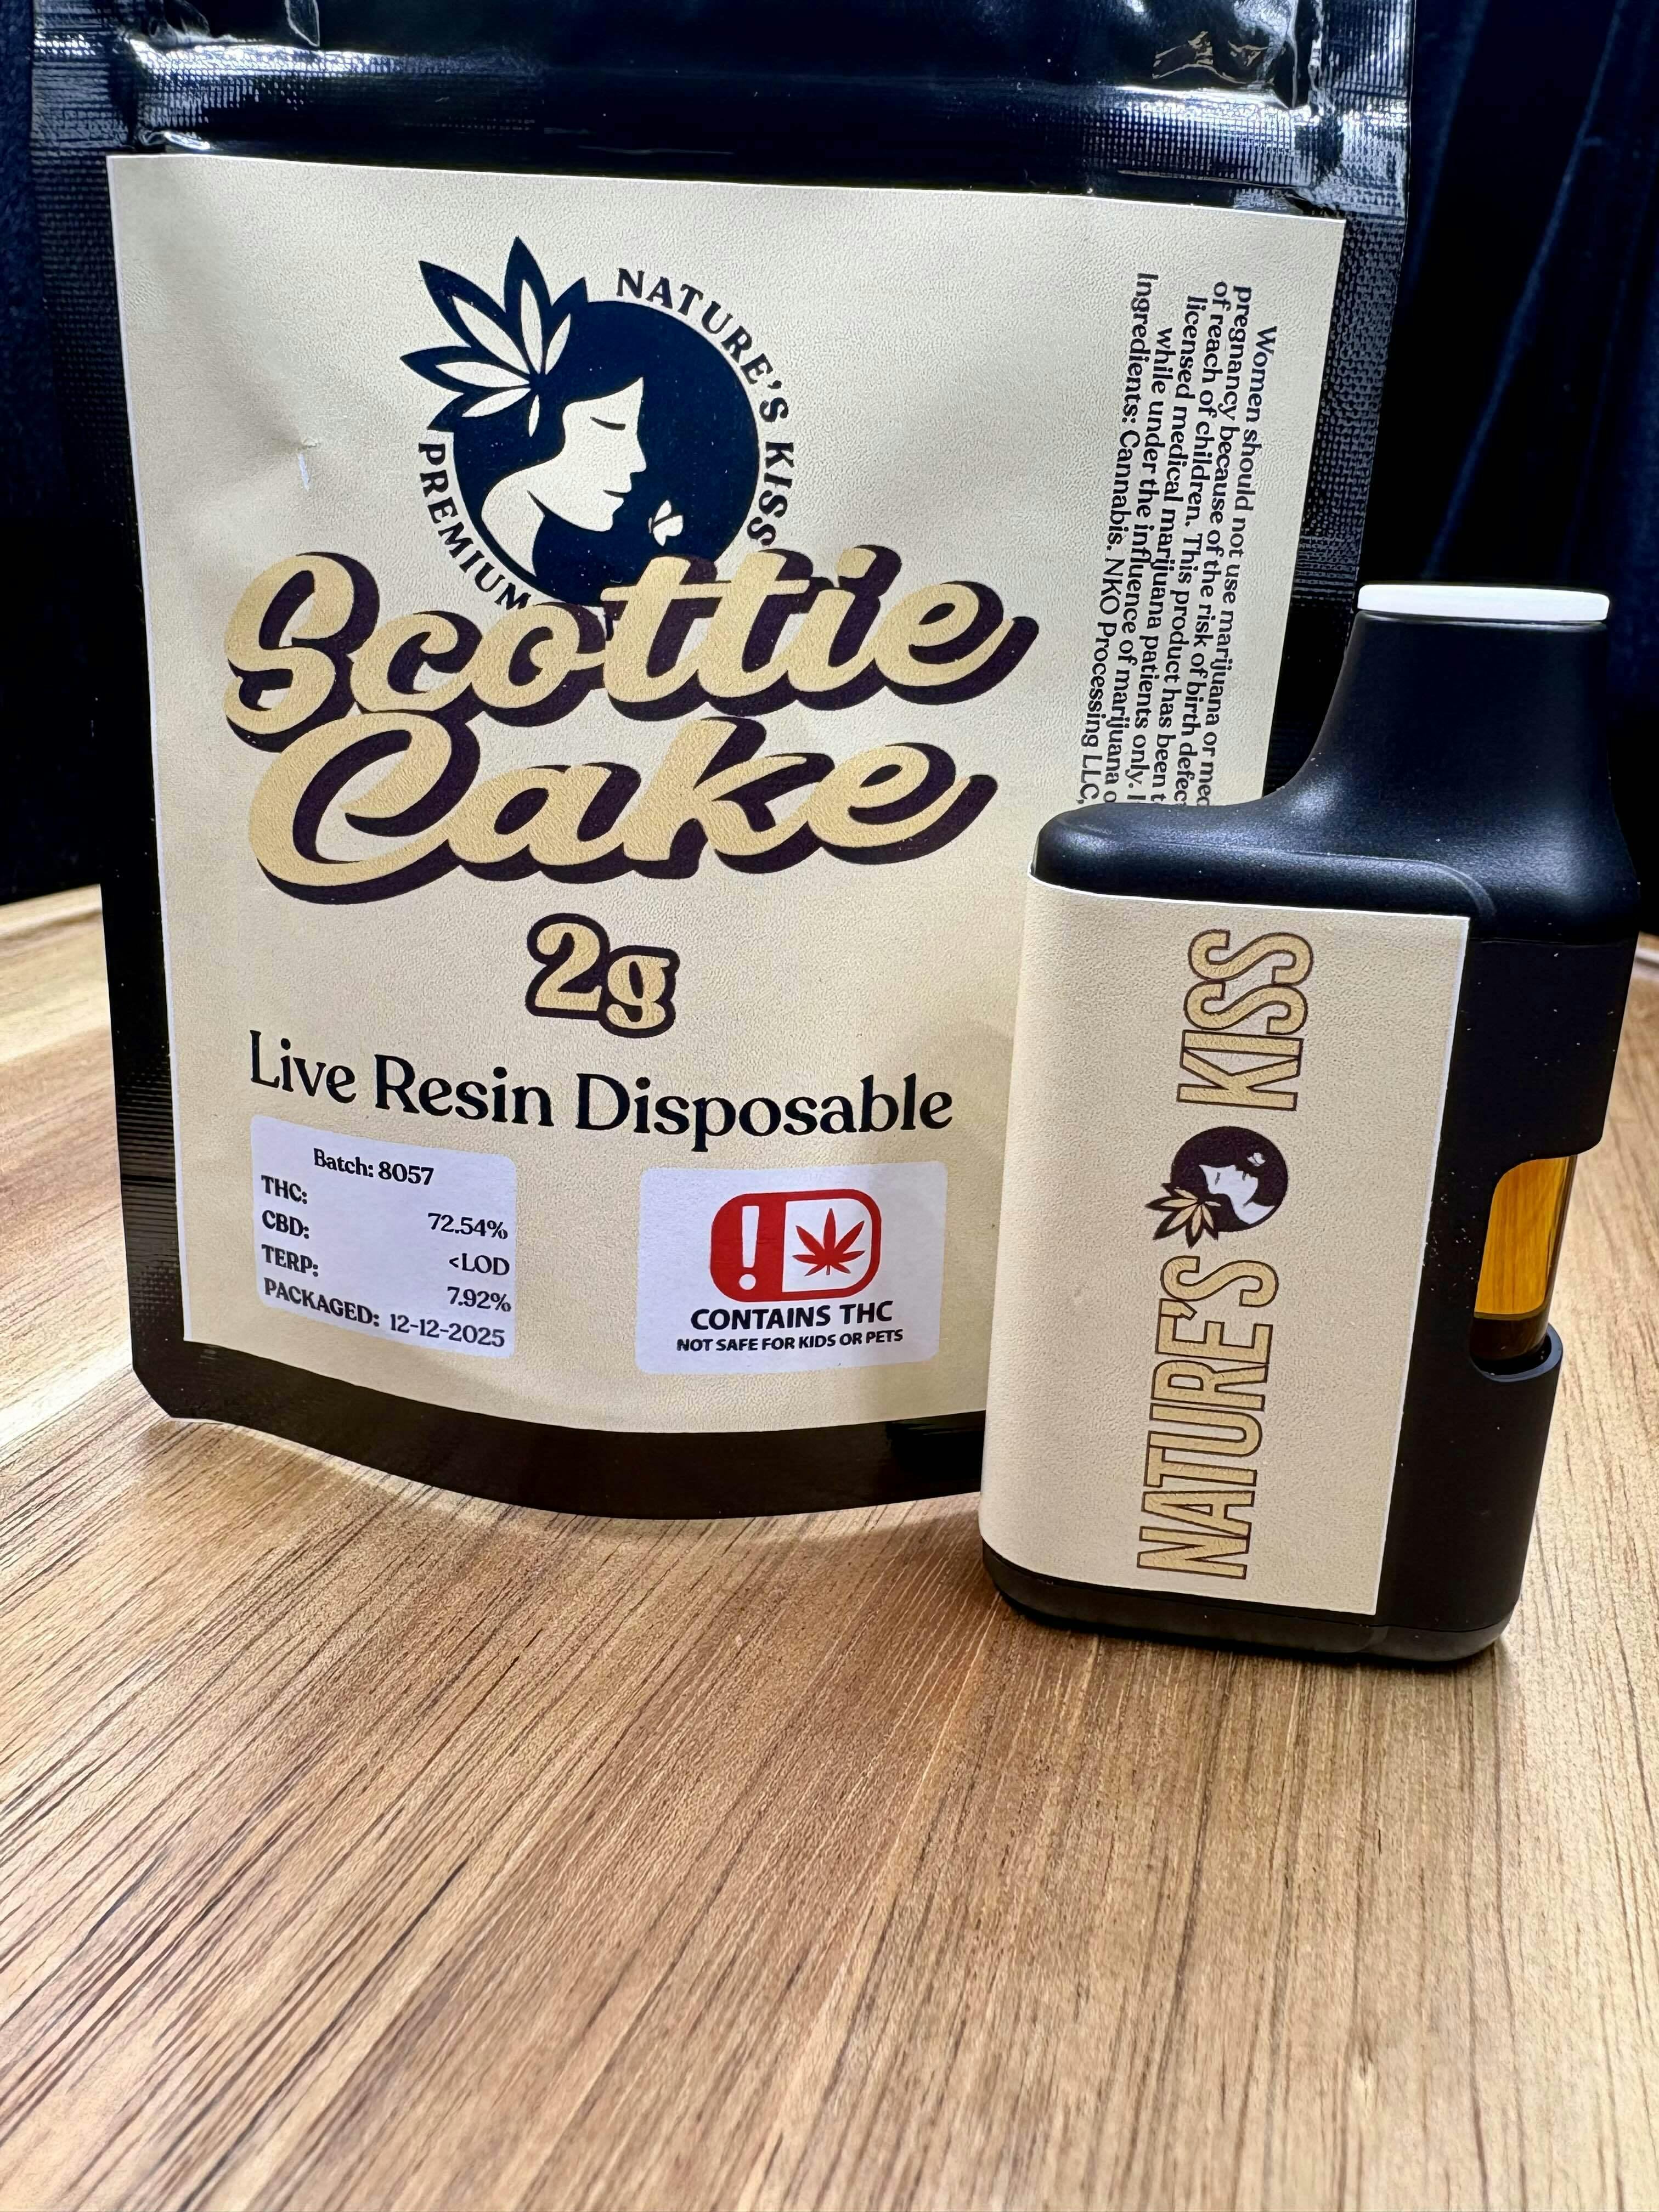 NATURE'S KISS
PREMIUM
Scottie
Cake
2g
Live Resin Disposable
Batch: 8057
THC: 72.54%
CBD: <LOD
TERP: 7.92%
PACKAGED: 12-12-2025
CONTAINS THC
NOT SAFE FOR KIDS OR PETS
Women should not use marijuana or
pregnancy because of the risk of birth
of reach of children. This product has been
licensed medical marijuana patients only.
while under the influence of marijuana
Ingredients: Cannabis. NKO Processing LLC,
NATURE'S KISS